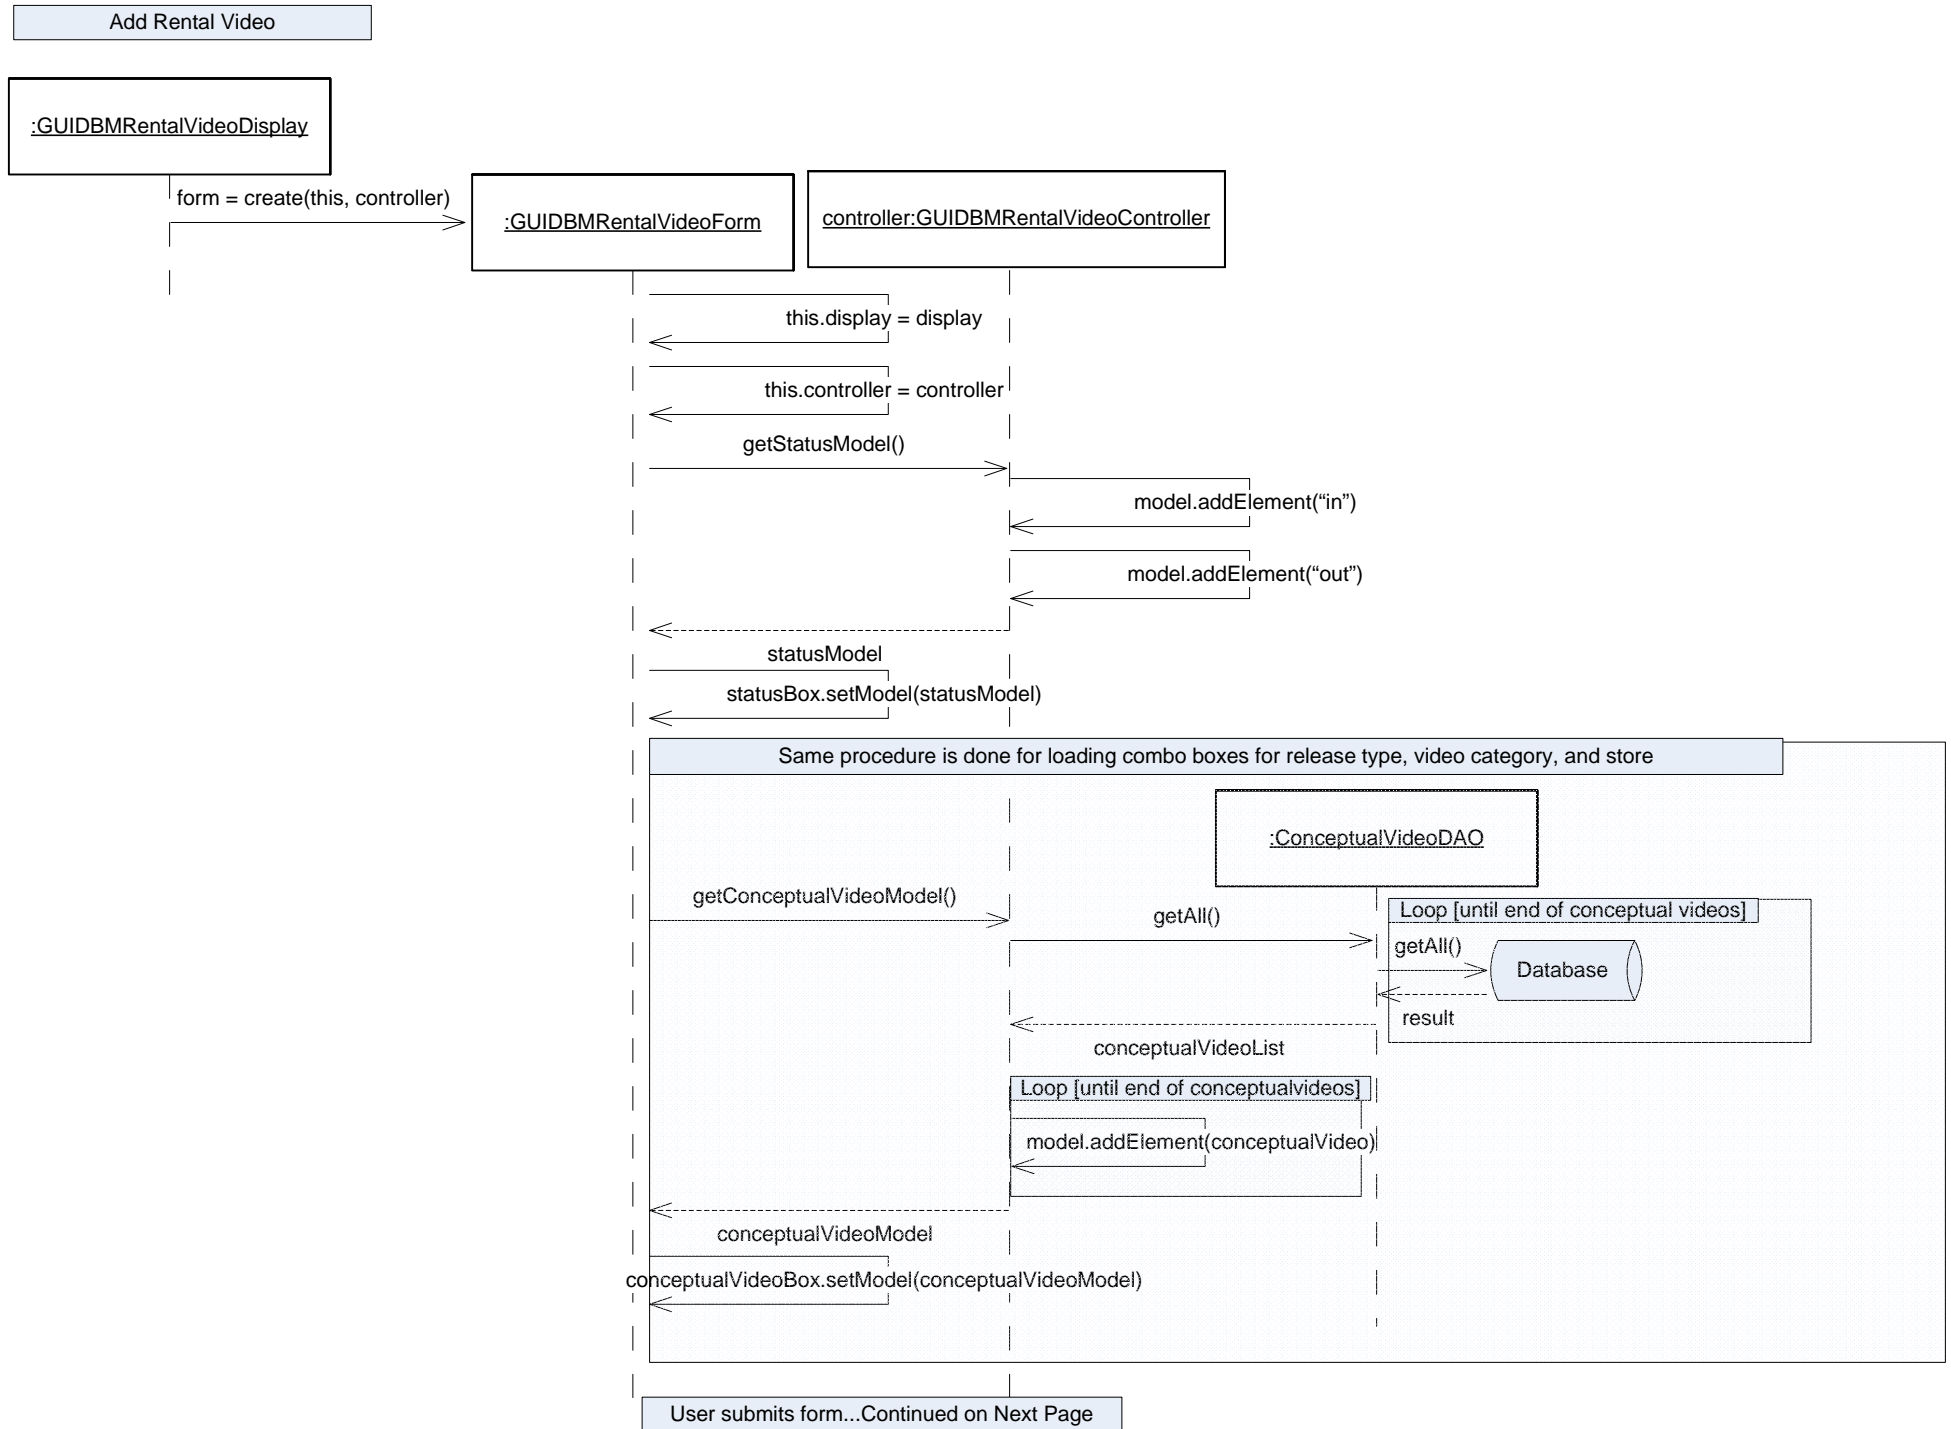 Add Rental Video
:GUIDBMRentalVideoDisplay
form = create(this, controller)
:GUIDBMRentalVideoForm
controller:GUIDBMRentalVideoController
this.display = display
this.controller = controller
getStatusModel()
model.addElement(“in”)
model.addElement(“out”)
statusModel
statusBox.setModel(statusModel)
Same procedure is done for loading combo boxes for release type, video category, and store
:ConceptualVideoDAO
getConceptualVideoModel()
getAll()
Loop [until end of conceptual videos]
getAll()
Database
result
conceptualVideoList
Loop [until end of conceptualvideos]
model.addElement(conceptualVideo)
conceptualVideoModel
conceptualVideoBox.setModel(conceptualVideoModel)
User submits form...Continued on Next Page